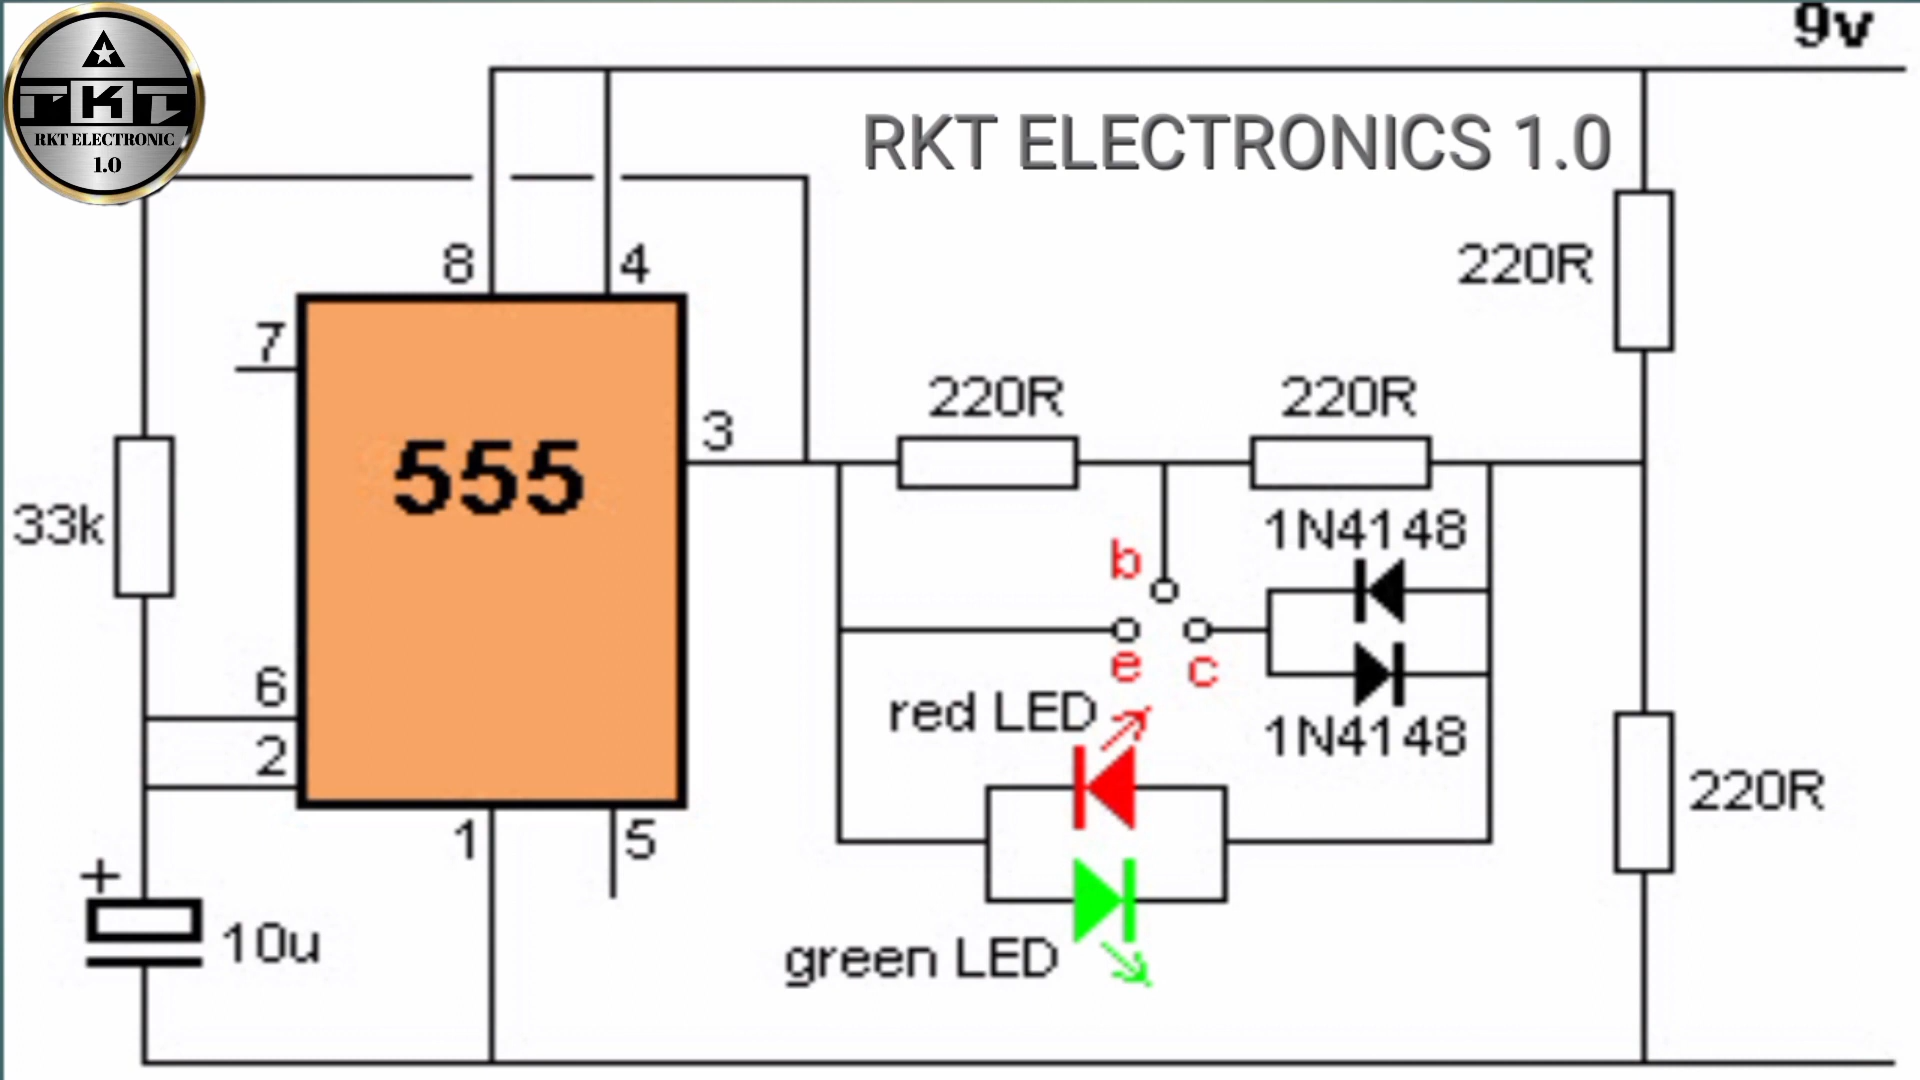 9v
RKT
RKT ELECTRONIC
1.0
RKT ELECTRONICS 1.0
8
4
220R
7
220R
220R
3
555
33k
1N4148
b
e
c
6
red LED
1N4148
2
220R
1
5
+
10u
green LED